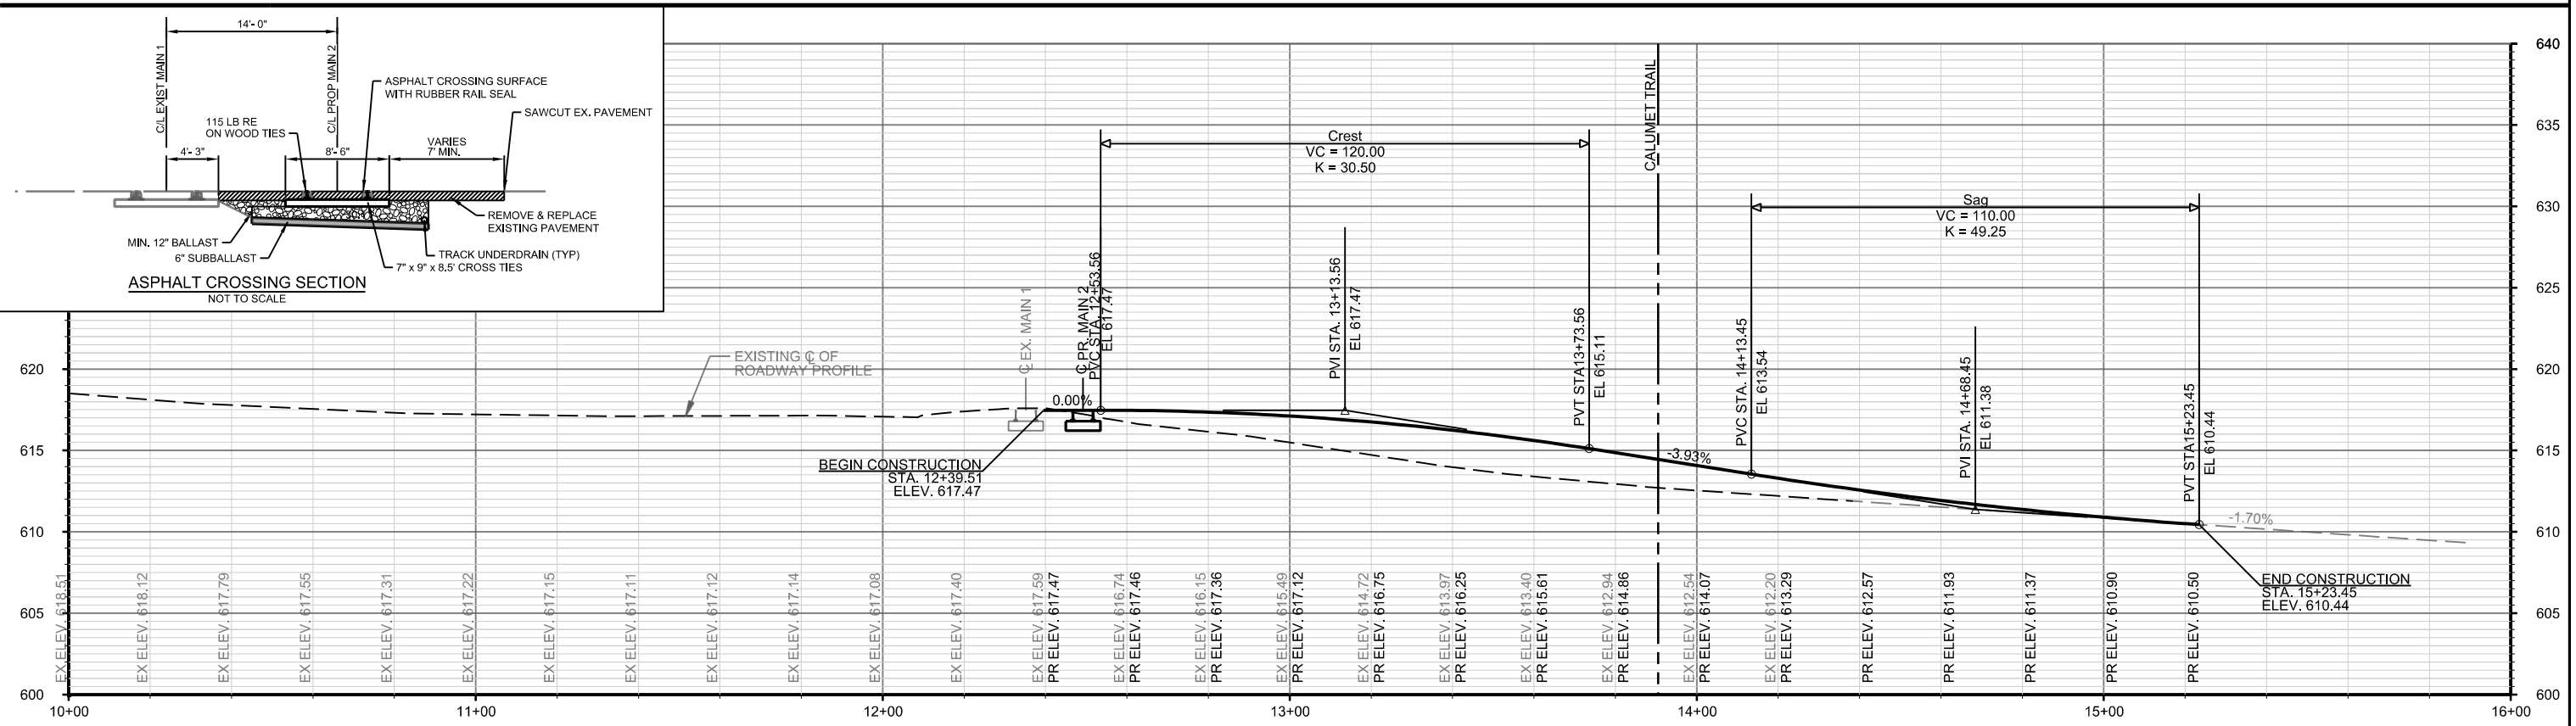 14'- 0"
C/L EXIST MAIN 1
C/L PROP MAIN 2
ASPHALT CROSSING SURFACE
WITH RUBBER RAIL SEAL
SAWCUT EX. PAVEMENT
115 LB RE
ON WOOD TIES
VARIES
7' MIN.
4'- 3"
8'- 6"
REMOVE & REPLACE
EXISTING PAVEMENT
MIN. 12" BALLAST
6" SUBBALLAST
TRACK UNDERDRAIN (TYP)
7" x 9" x 8.5' CROSS TIES
ASPHALT CROSSING SECTION
NOT TO SCALE
640
635
630
625
620
615
610
605
600
620
615
610
605
600
EXISTING ℄ OF
ROADWAY PROFILE
℄ EX. MAIN 1
℄ PR. MAIN 2
PVC STA. 12+53.56
EL 617.47
0.00%
BEGIN CONSTRUCTION
STA. 12+39.51
ELEV. 617.47
Crest
VC = 120.00
K = 30.50
PVI STA. 13+13.56
EL 617.47
PVT STA13+73.56
EL 615.11
CALUMET TRAIL
-3.93%
Sag
VC = 110.00
K = 49.25
PVC STA. 14+13.45
EL 613.54
PVI STA. 14+68.45
EL 611.38
PVT STA15+23.45
EL 610.44
-1.70%
END CONSTRUCTION
STA. 15+23.45
ELEV. 610.44
EX ELEV. 618.51
EX ELEV. 618.12
EX ELEV. 617.79
EX ELEV. 617.55
EX ELEV. 617.31
EX ELEV. 617.22
EX ELEV. 617.15
EX ELEV. 617.11
EX ELEV. 617.12
EX ELEV. 617.14
EX ELEV. 617.08
EX ELEV. 617.40
EX ELEV. 617.59
PR ELEV. 617.47
EX ELEV. 616.74
PR ELEV. 617.46
EX ELEV. 616.15
PR ELEV. 617.36
EX ELEV. 615.49
PR ELEV. 617.12
EX ELEV. 614.72
PR ELEV. 616.75
EX ELEV. 613.97
PR ELEV. 616.25
EX ELEV. 613.40
PR ELEV. 615.61
EX ELEV. 612.94
PR ELEV. 614.86
EX ELEV. 612.54
PR ELEV. 614.07
EX ELEV. 612.20
PR ELEV. 613.29
PR ELEV. 612.57
PR ELEV. 611.93
PR ELEV. 611.37
PR ELEV. 610.90
PR ELEV. 610.50
10+00
11+00
12+00
13+00
14+00
15+00
16+00